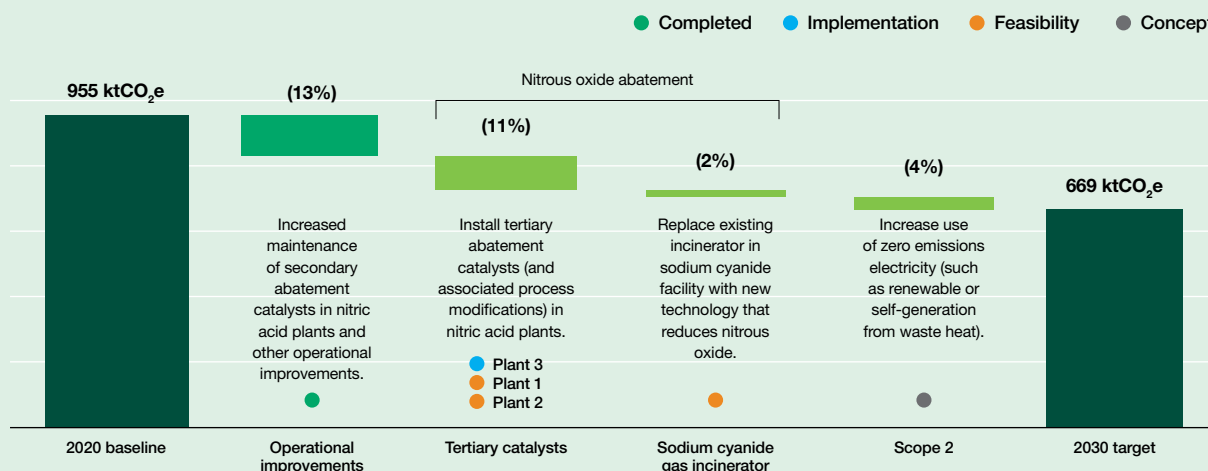 Completed
Implementation
Feasibility
Concept
Nitrous oxide abatement
955 ktCO₂e
(13%)
(11%)
(2%)
(4%)
669 ktCO₂e
Increased
maintenance
of secondary
abatement
catalysts in nitric
acid plants and
other operational
improvements.
Install tertiary
abatement
catalysts (and
associated process
modifications) in
nitric acid plants.
Plant 3
Plant 1
Plant 2
Replace existing
incinerator in
sodium cyanide
facility with new
technology that
reduces nitrous
oxide.
Increase use
of zero emissions
electricity (such
as renewable or
self-generation
from waste heat).
2020 baseline
Operational
improvements
Tertiary catalysts
Sodium cyanide
gas incinerator
Scope 2
2030 target